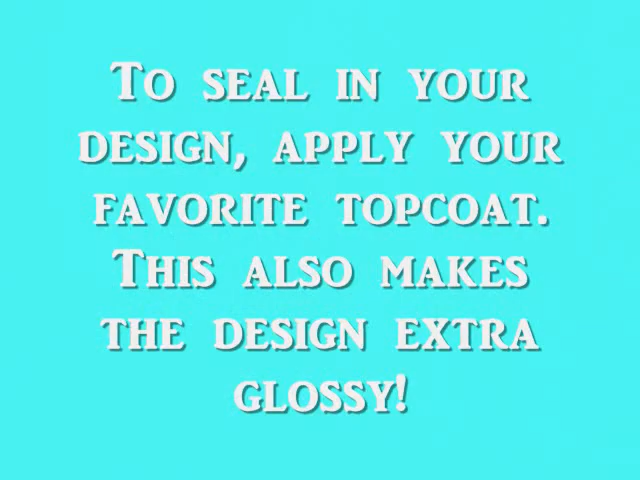 To seal in your
design, apply your
favorite topcoat.
This also makes
the design extra
glossy!